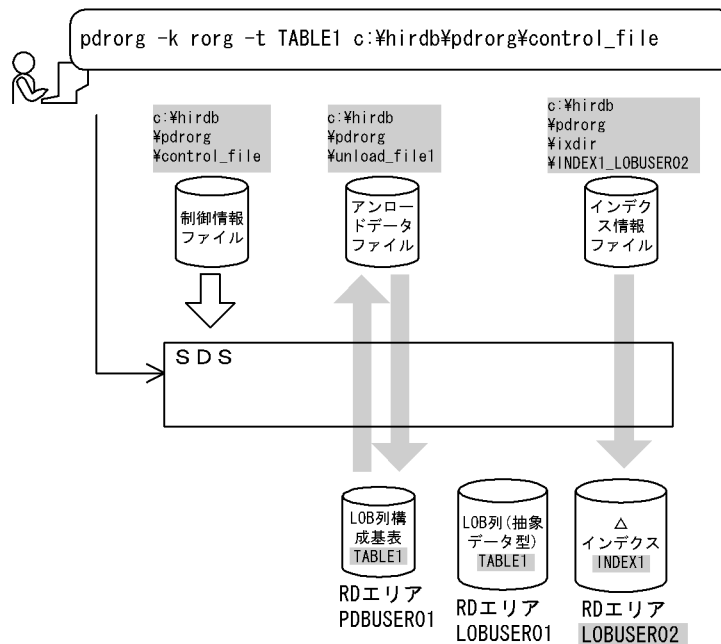 pdrorg -k rorg -t TABLE1 c:¥hirdb¥pdrorg¥control_file
c:¥hirdb
¥pdrorg
¥control_file
c:¥hirdb
¥pdrorg
¥unload_file1
c:¥hirdb
¥pdrorg
¥ixdir
¥INDEX1_LOBUSER02
制御情報
ファイル
アンロー
ドデータ
ファイル
インデク
ス情報
ファイル
ＳＤＳ
LOB列構
成基表
TABLE1
LOB列(抽象
データ型)
TABLE1
△
インデクス
INDEX1
RDエリア
PDBUSER01
RDエリア
LOBUSER01
RDエリア
LOBUSER02